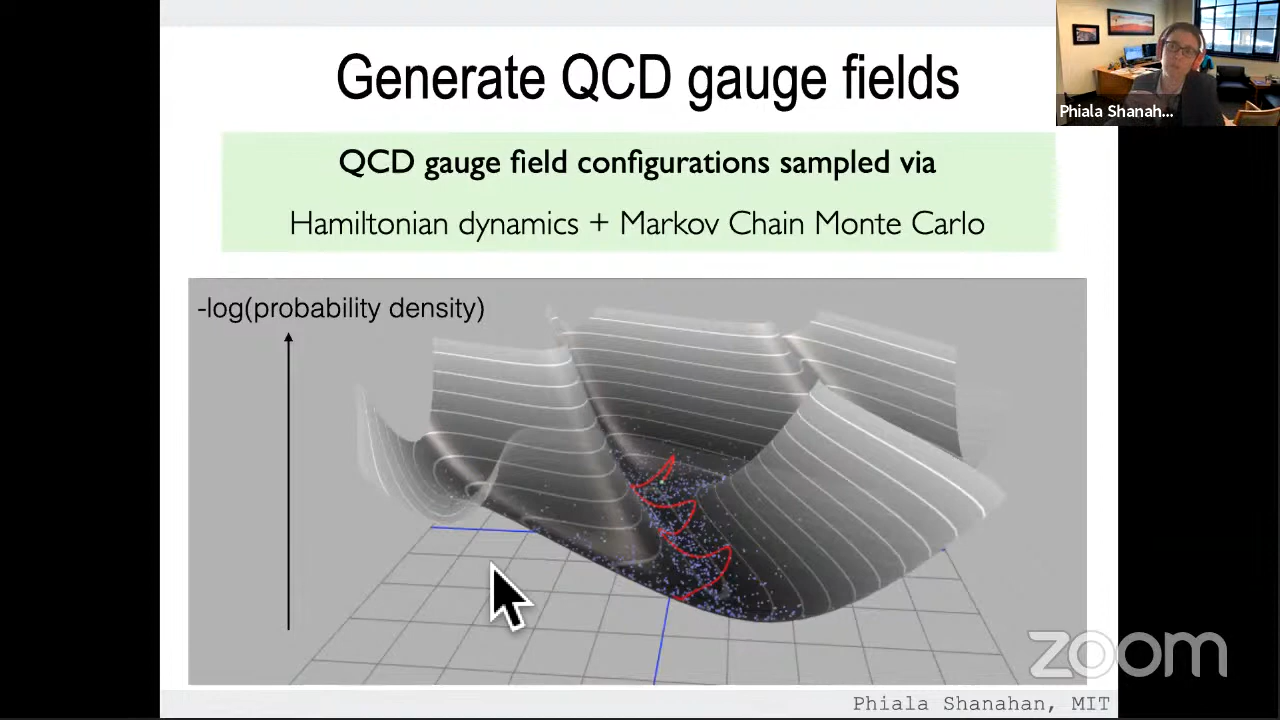 Generate QCD gauge fields
Phiala Shanah...
QCD gauge field configurations sampled via
Hamiltonian dynamics + Markov Chain Monte Carlo
-log(probability density)
zoom
Phiala Shanahan, MIT